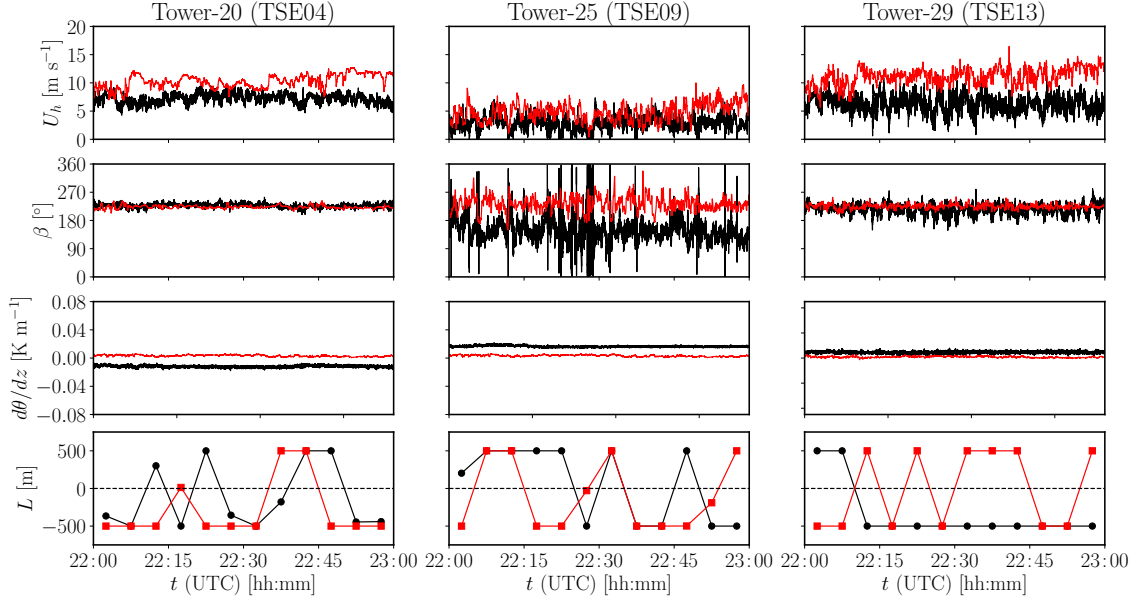 Tower-20 (TSE04) Tower-25 (TSE09) Tower-29 (TSE13)
20
15
10
5
0
U_h [m s⁻¹]
360
270
180
90
0
β [°]
0.08
0.04
0.00
−0.04
−0.08
dθ/dz [K m⁻¹]
500
0
−500
L [m]
22:00 22:15 22:30 22:45 23:00 22:00 22:15 22:30 22:45 23:00 22:00 22:15 22:30 22:45 23:00
t (UTC) [hh:mm] t (UTC) [hh:mm] t (UTC) [hh:mm]